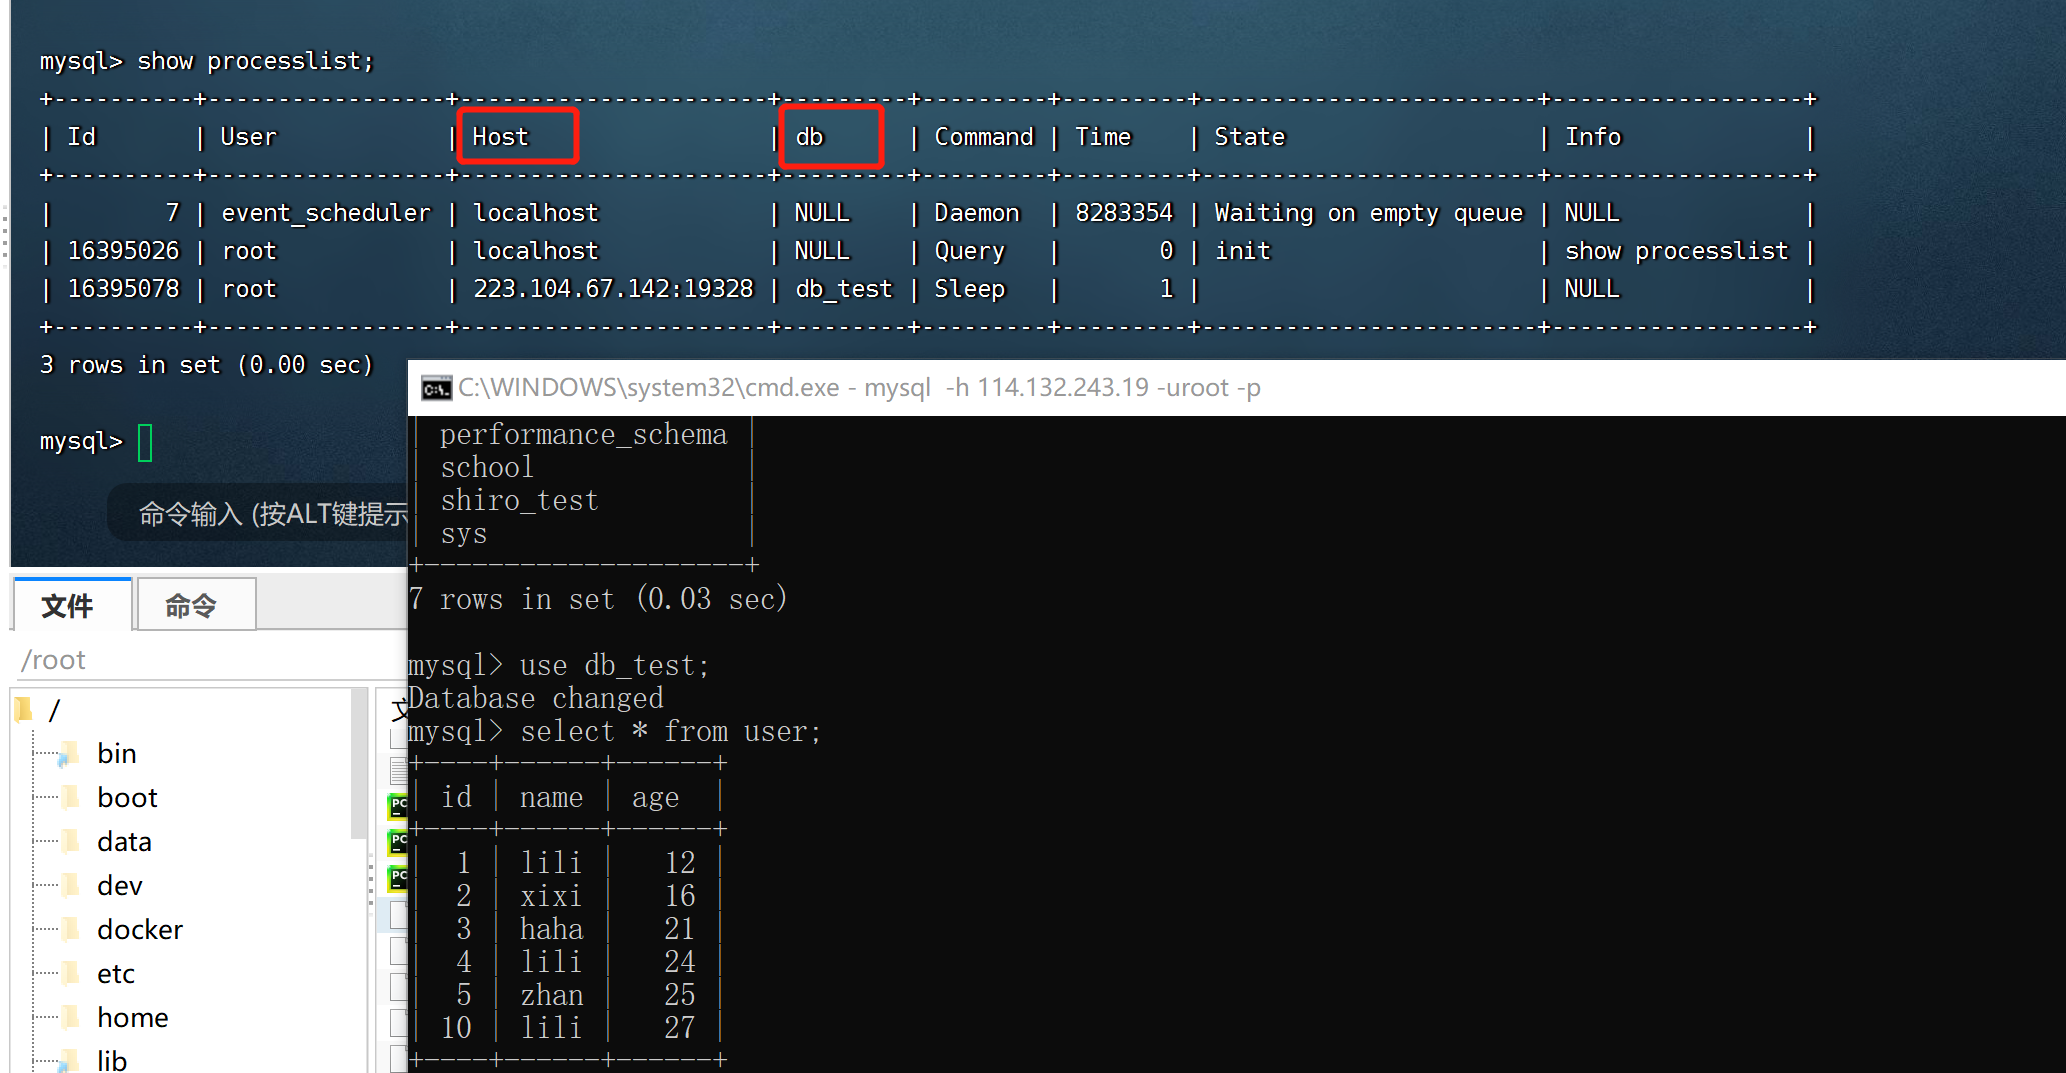 mysql> show processlist;
+----------+-----------------+----------------------+---------+---------+---------+------------------------+------------------+
| Id | User | Host | db | Command | Time | State | Info |
+----------+-----------------+----------------------+---------+---------+---------+------------------------+------------------+
| 7 | event_scheduler | localhost | NULL | Daemon | 8283354 | Waiting on empty queue | NULL |
| 16395026 | root | localhost | NULL | Query | 0 | init | show processlist |
| 16395078 | root | 223.104.67.142:19328 | db_test | Sleep | 1 | | NULL |
+----------+-----------------+----------------------+---------+---------+---------+------------------------+------------------+
3 rows in set (0.00 sec)
mysql>
命令输入 (按ALT键提示
文件
命令
/root
/
bin
boot
data
dev
docker
etc
home
lib
C:\WINDOWS\system32\cmd.exe - mysql -h 114.132.243.19 -uroot -p
| performance_schema |
| school |
| shiro_test |
| sys |
+--------------------+
7 rows in set (0.03 sec)
mysql> use db_test;
Database changed
mysql> select * from user;
+----+------+------+
| id | name | age |
+----+------+------+
| 1 | lili | 12 |
| 2 | xixi | 16 |
| 3 | haha | 21 |
| 4 | lili | 24 |
| 5 | zhan | 25 |
| 10 | lili | 27 |
+----+------+------+